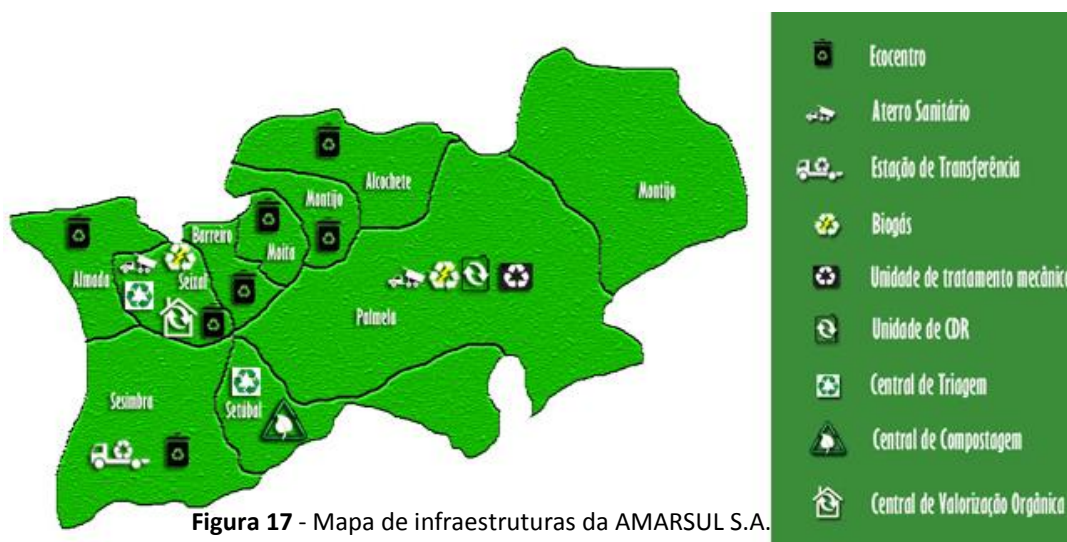 Alcochete
Montijo
Montijo
Barreiro
Moita
Almada
Seixal
Palmela
Sesimbra
Setúbal
Figura 17 - Mapa de infraestruturas da AMARSUL S.A.
Ecocentro
Aterro Sanitário
Estação de Transferência
Biogás
Unidade de tratamento mecânico
Unidade de CDR
Central de Triagem
Central de Compostagem
Central de Valorização Orgânica